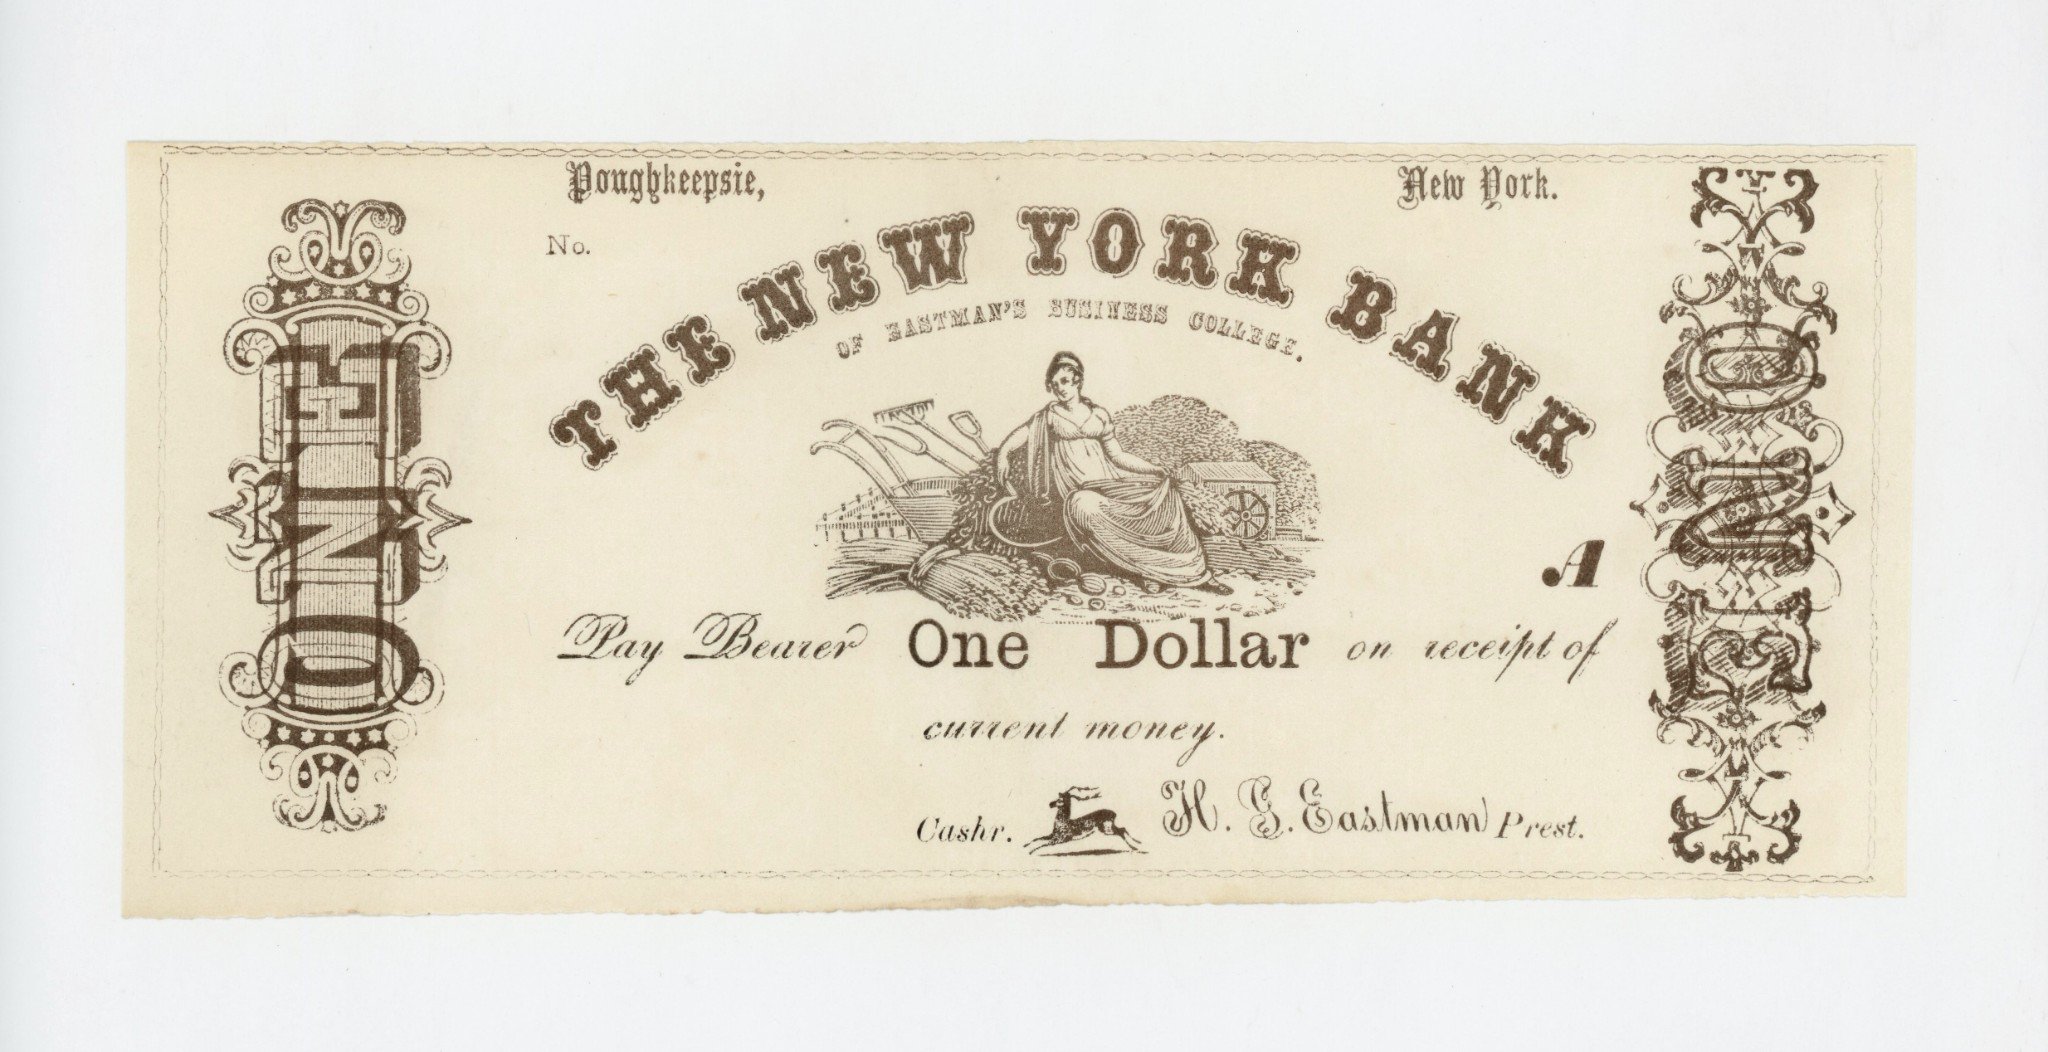 Poughkeepsie, New York.
No.
THE NEW YORK BANK
OF EASTMAN'S BUSINESS COLLEGE.
ONE
ONE
A
Pay Bearer One Dollar on receipt of
current money.
Cashr. H. G. Eastman Prest.